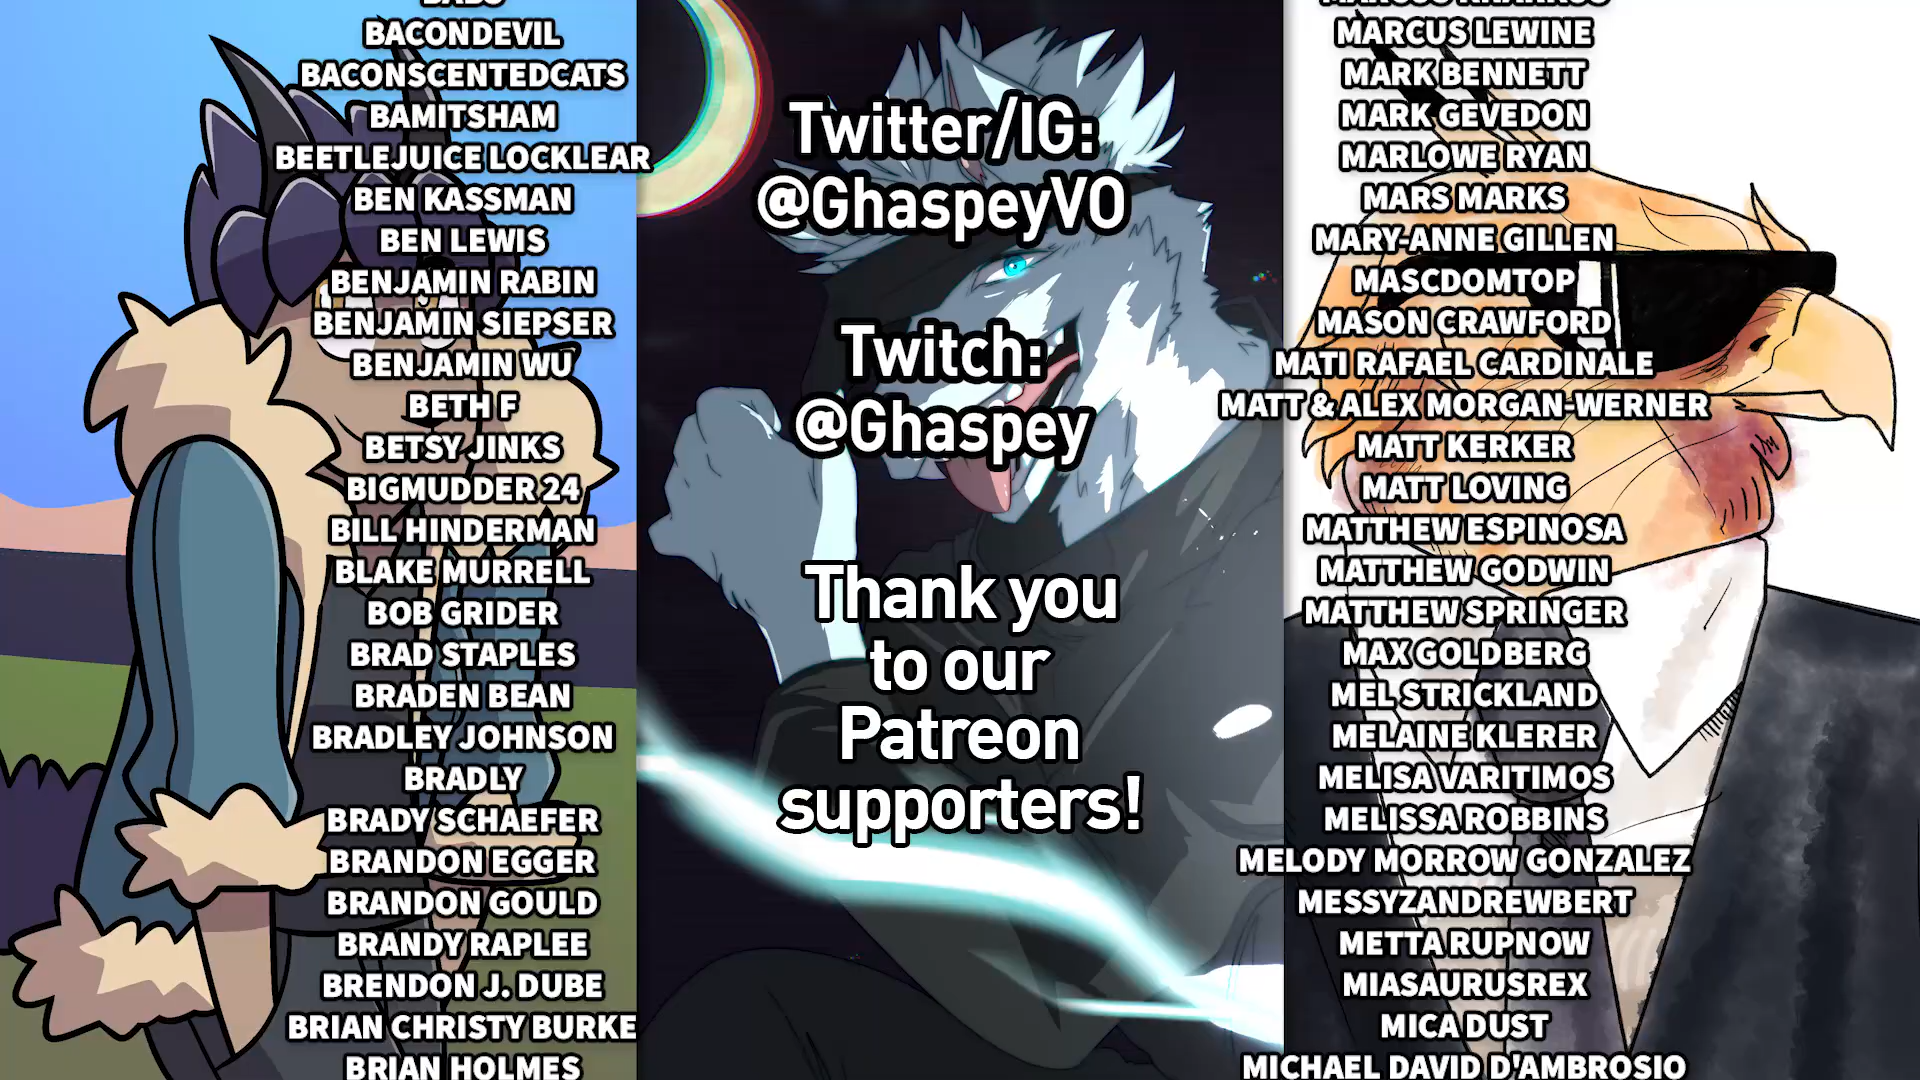 BABS
BACONDEVIL
BACONSCENTEDCATS
BAMITSHAM
BEETLEJUICE LOCKLEAR
BEN KASSMAN
BEN LEWIS
BENJAMIN RABIN
BENJAMIN SIEPSER
BENJAMIN WU
BETH F
BETSY JINKS
BIGMUDDER 24
BILL HINDERMAN
BLAKE MURRELL
BOB GRIDER
BRAD STAPLES
BRADEN BEAN
BRADLEY JOHNSON
BRADLY
BRADY SCHAEFER
BRANDON EGGER
BRANDON GOULD
BRANDY RAPLEE
BRENDON J. DUBE
BRIAN CHRISTY BURKE
BRIAN HOLMES
Twitter/IG:
@GhaspeyVO
Twitch:
@Ghaspey
Thank you
to our
Patreon
supporters!
MARCUS LEWINE
MARK BENNETT
MARK GEVEDON
MARLOWE RYAN
MARS MARKS
MARY-ANNE GILLEN
MASCDOMTOP
MASON CRAWFORD
MATI RAFAEL CARDINALE
MATT & ALEX MORGAN-WERNER
MATT KERKER
MATT LOVING
MATTHEW ESPINOSA
MATTHEW GODWIN
MATTHEW SPRINGER
MAX GOLDBERG
MEL STRICKLAND
MELAINE KLERER
MELISA VARITIMOS
MELISSA ROBBINS
MELODY MORROW GONZALEZ
MESSYZANDREWBERT
METTA RUPNOW
MIASAURUSREX
MICA DUST
MICHAEL DAVID D'AMBROSIO